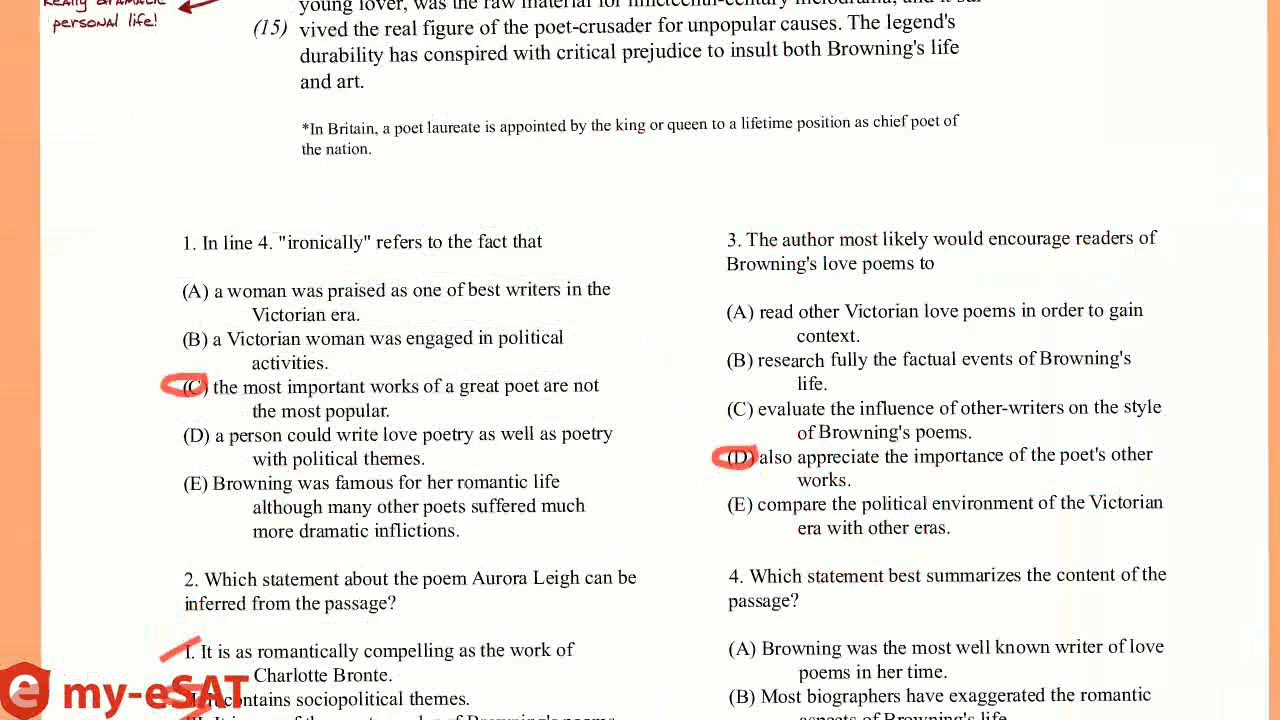 really dramatic
personal life!
young lover, was the raw material for nineteenth-century melodrama, and it sur-
(15) vived the real figure of the poet-crusader for unpopular causes. The legend's
durability has conspired with critical prejudice to insult both Browning's life
and art.
*In Britain, a poet laureate is appointed by the king or queen to a lifetime position as chief poet of
the nation.
1. In line 4. "ironically" refers to the fact that
(A) a woman was praised as one of best writers in the
Victorian era.
(B) a Victorian woman was engaged in political
activities.
(C) the most important works of a great poet are not
the most popular.
(D) a person could write love poetry as well as poetry
with political themes.
(E) Browning was famous for her romantic life
although many other poets suffered much
more dramatic inflictions.
2. Which statement about the poem Aurora Leigh can be
inferred from the passage?
I. It is as romantically compelling as the work of
Charlotte Bronte.
II. It contains sociopolitical themes.
3. The author most likely would encourage readers of
Browning's love poems to
(A) read other Victorian love poems in order to gain
context.
(B) research fully the factual events of Browning's
life.
(C) evaluate the influence of other-writers on the style
of Browning's poems.
(D) also appreciate the importance of the poet's other
works.
(E) compare the political environment of the Victorian
era with other eras.
4. Which statement best summarizes the content of the
passage?
(A) Browning was the most well known writer of love
poems in her time.
(B) Most biographers have exaggerated the romantic
aspects of Browning's life
e my-eSAT